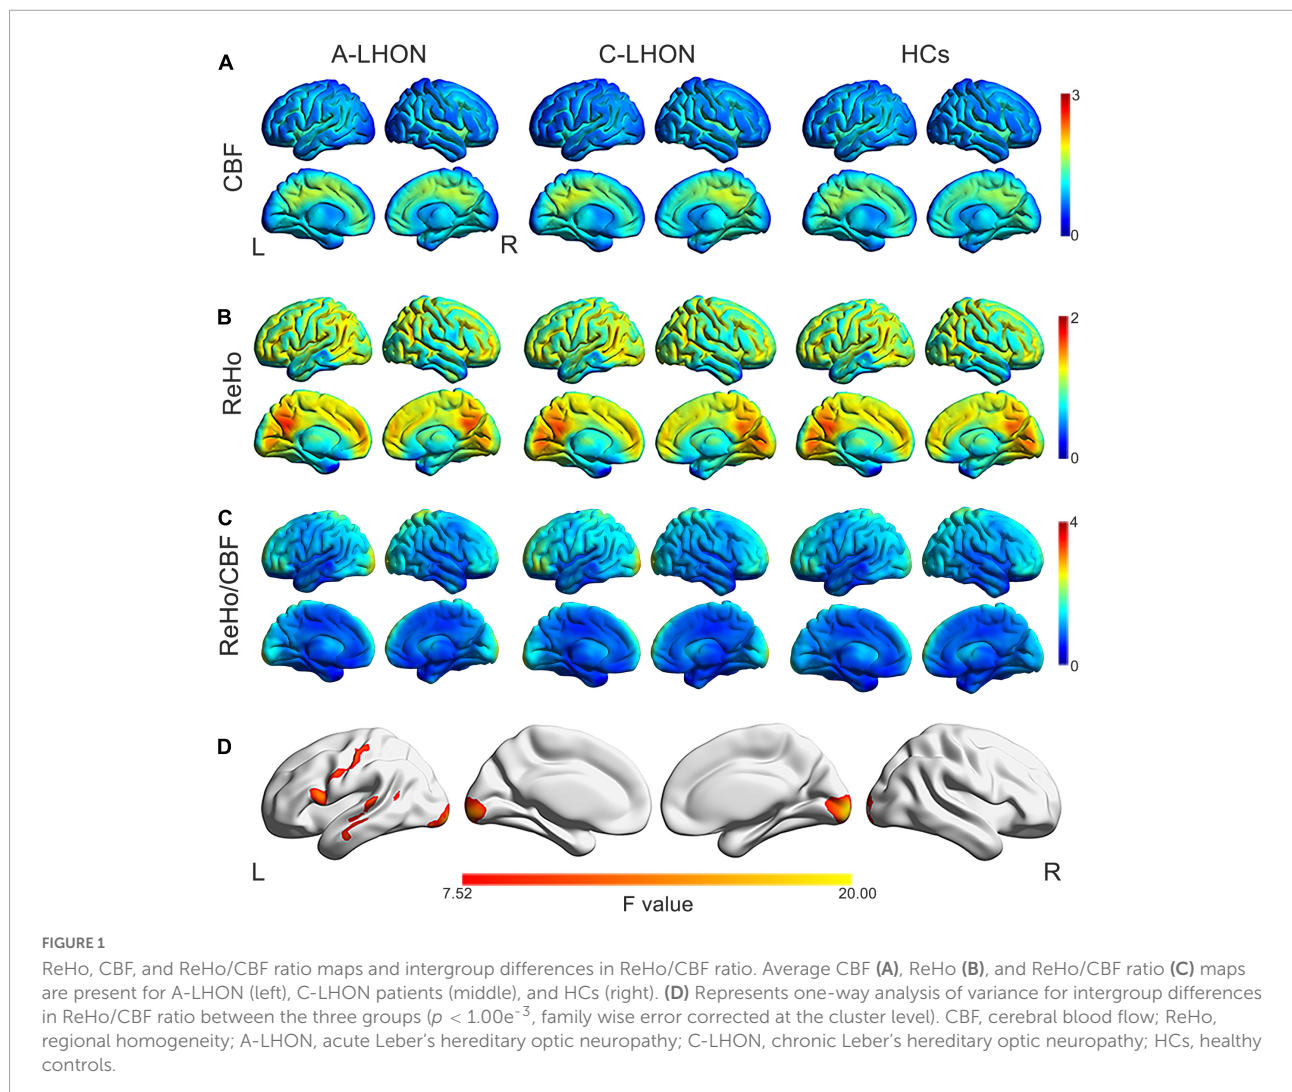 A-LHON C-LHON HCs
A
CBF
3
0
L R
B
ReHo
2
0
C
ReHo/CBF
4
0
D
L R
7.52 20.00
F value
FIGURE 1
ReHo, CBF, and ReHo/CBF ratio maps and intergroup differences in ReHo/CBF ratio. Average CBF (A), ReHo (B), and ReHo/CBF ratio (C) maps
are present for A-LHON (left), C-LHON patients (middle), and HCs (right). (D) Represents one-way analysis of variance for intergroup differences
in ReHo/CBF ratio between the three groups (p < 1.00e⁻³, family wise error corrected at the cluster level). CBF, cerebral blood flow; ReHo,
regional homogeneity; A-LHON, acute Leber's hereditary optic neuropathy; C-LHON, chronic Leber's hereditary optic neuropathy; HCs, healthy
controls.